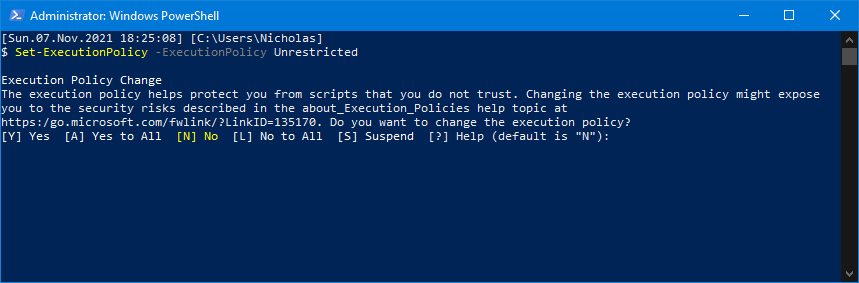 Administrator: Windows PowerShell
[Sun.07.Nov.2021 18:25:08] [C:\Users\Nicholas]
$ Set-ExecutionPolicy -ExecutionPolicy Unrestricted
Execution Policy Change
The execution policy helps protect you from scripts that you do not trust. Changing the execution policy might expose
you to the security risks described in the about_Execution_Policies help topic at
https:/go.microsoft.com/fwlink/?LinkID=135170. Do you want to change the execution policy?
[Y] Yes  [A] Yes to All  [N] No  [L] No to All  [S] Suspend  [?] Help (default is "N"):